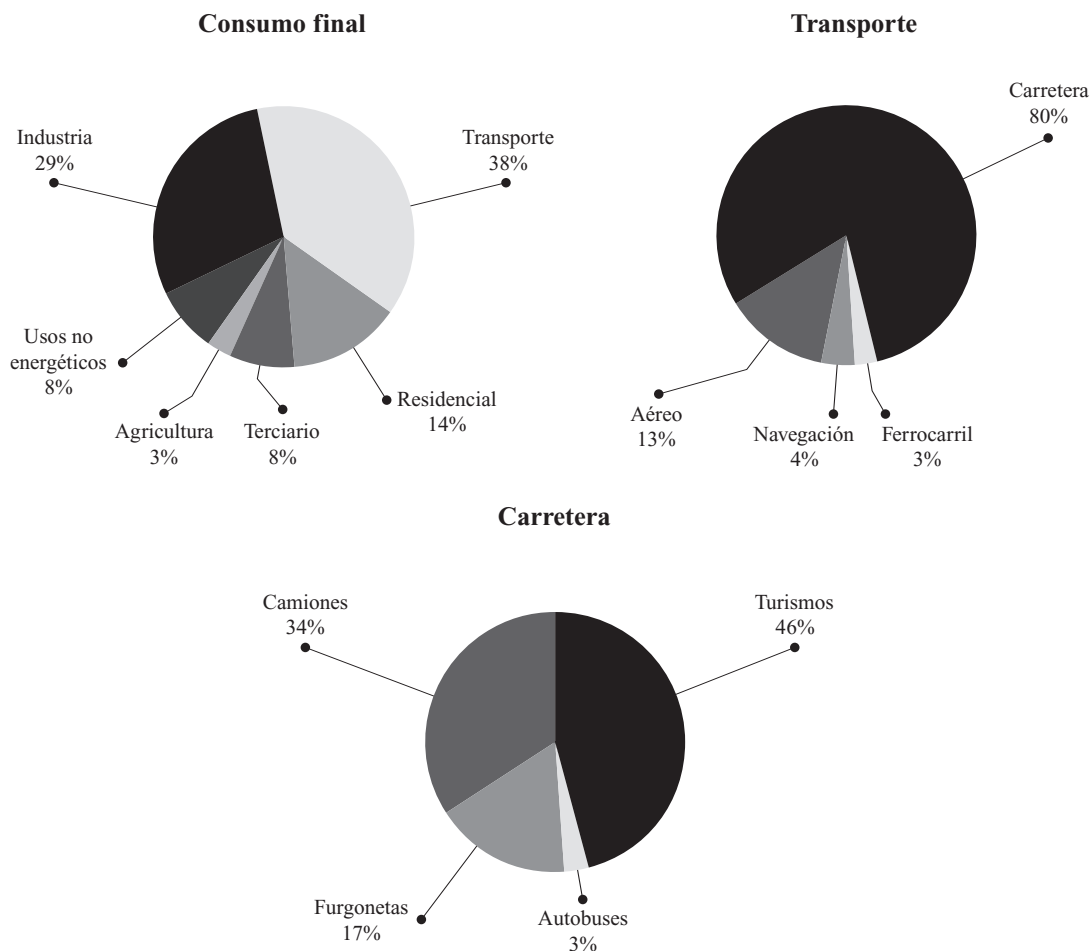 Consumo final
Industria
29%
Transporte
38%
Usos no
energéticos
8%
Agricultura
3%
Terciario
8%
Residencial
14%
Transporte
Carretera
80%
Aéreo
13%
Navegación
4%
Ferrocarril
3%
Carretera
Camiones
34%
Turismos
46%
Furgonetas
17%
Autobuses
3%